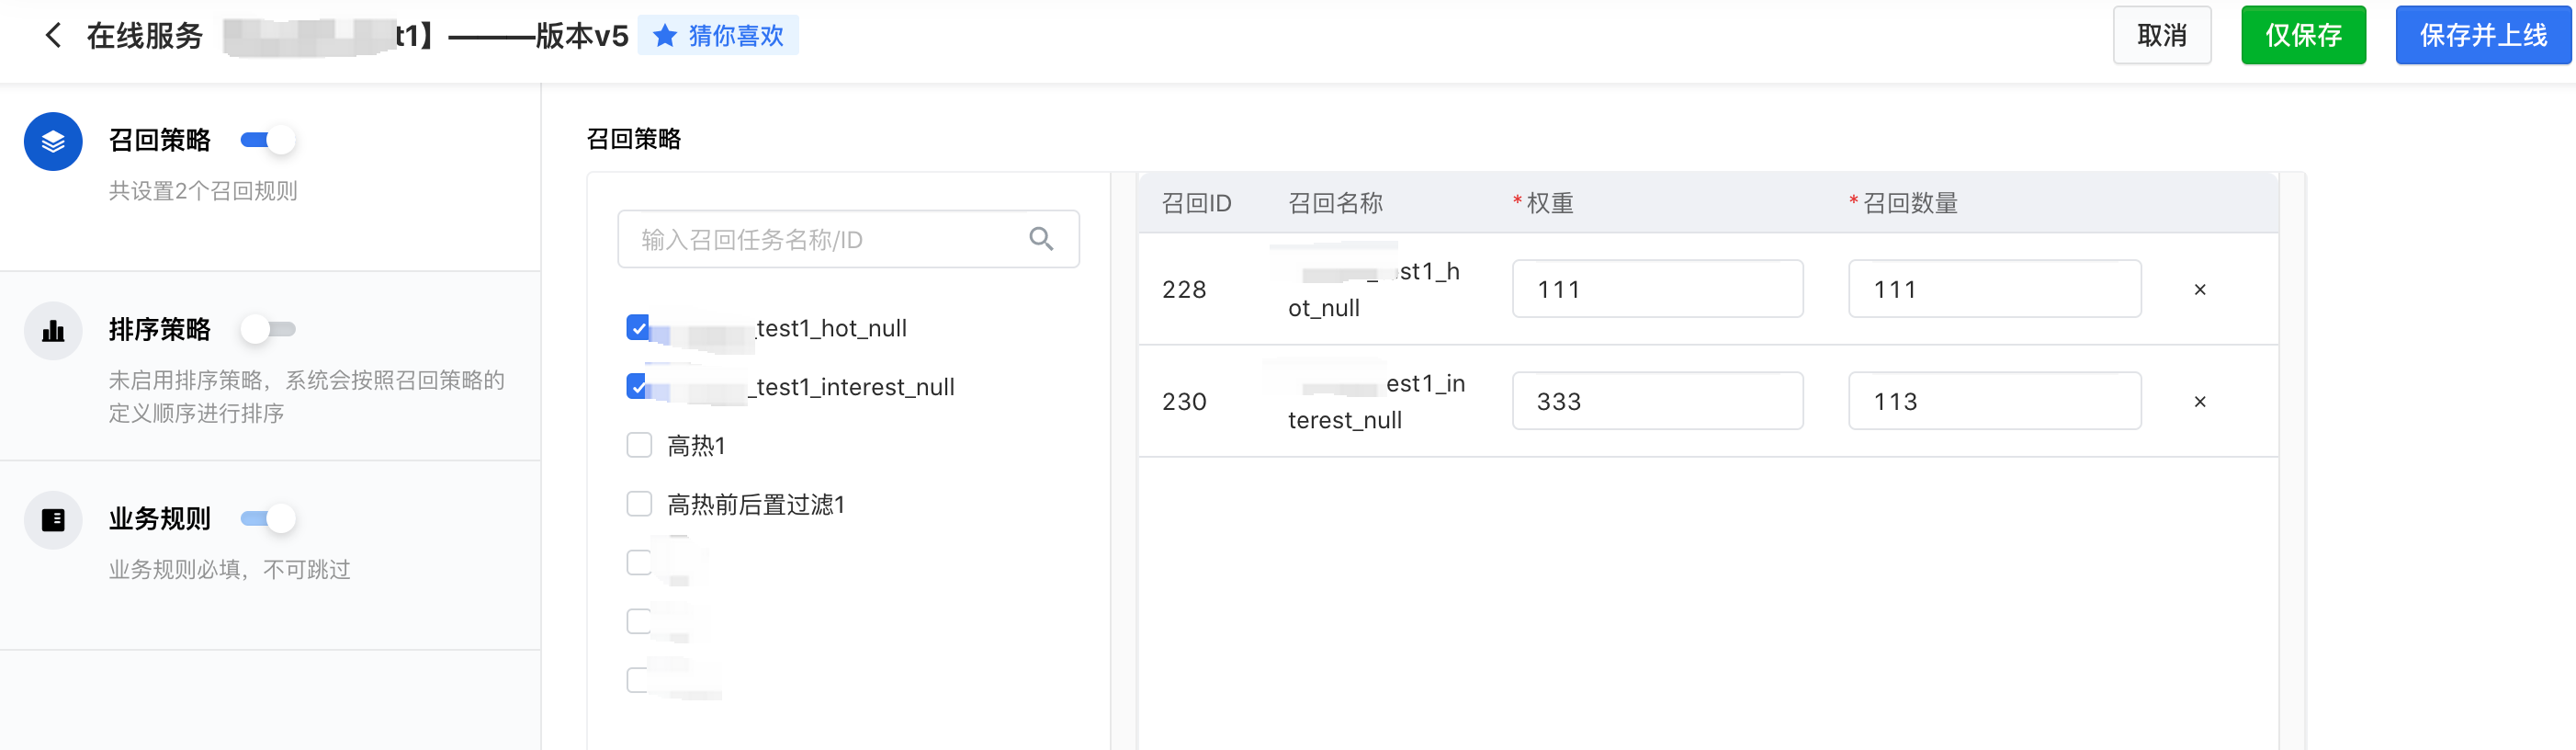 在线服务 t1】———版本v5 猜你喜欢 取消 仅保存 保存并上线
召回策略
共设置2个召回规则
排序策略
未启用排序策略，系统会按照召回策略的
定义顺序进行排序
业务规则
业务规则必填，不可跳过
召回策略
输入召回任务名称/ID
_test1_hot_null
_test1_interest_null
高热1
高热前后置过滤1
召回ID 召回名称 *权重 *召回数量
228 _est1_h
ot_null 111 111 ×
230 est1_in
terest_null 333 113 ×